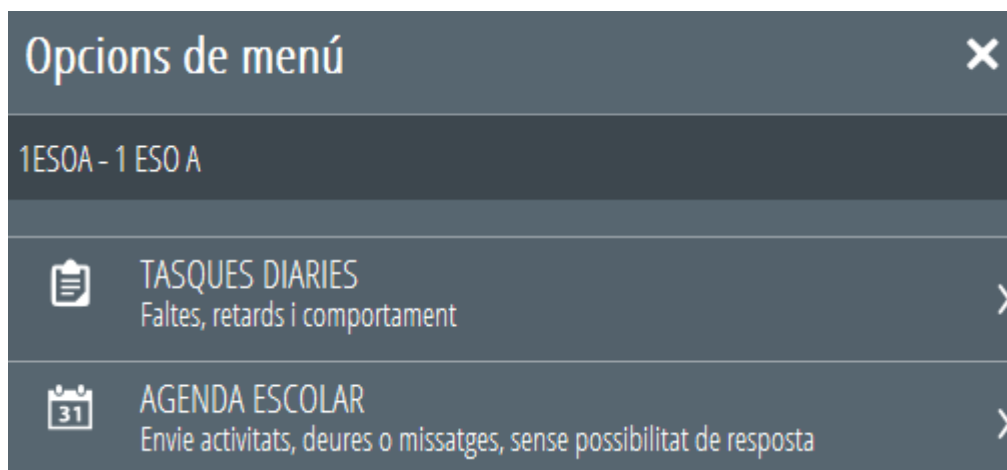 Opcions de menú
1ESOA - 1 ESO A
TASQUES DIARIES
Faltes, retards i comportament
31
AGENDA ESCOLAR
Envie activitats, deures o missatges, sense possibilitat de resposta